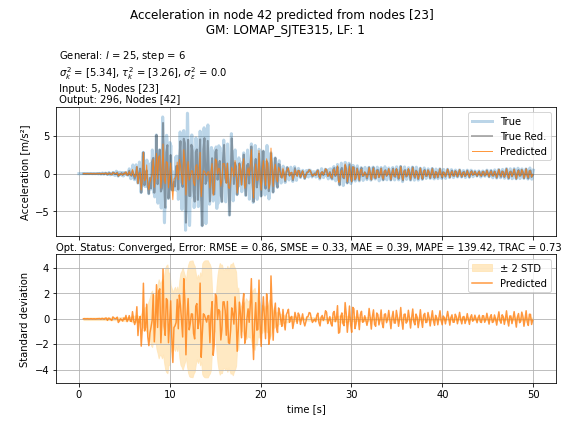 Acceleration in node 42 predicted from nodes [23]
GM: LOMAP_SJTE315, LF: 1
General: l = 25, step = 6
σ²ₖ = [5.34], τ²ₖ = [3.26], σ²ε = 0.0
Input: 5, Nodes [23]
Output: 296, Nodes [42]
True
True Red.
Predicted
Acceleration [m/s²]
5
0
−5
Opt. Status: Converged, Error: RMSE = 0.86, SMSE = 0.33, MAE = 0.39, MAPE = 139.42, TRAC = 0.73
± 2 STD
Predicted
Standard deviation
4
2
0
−2
−4
0 10 20 30 40 50
time [s]